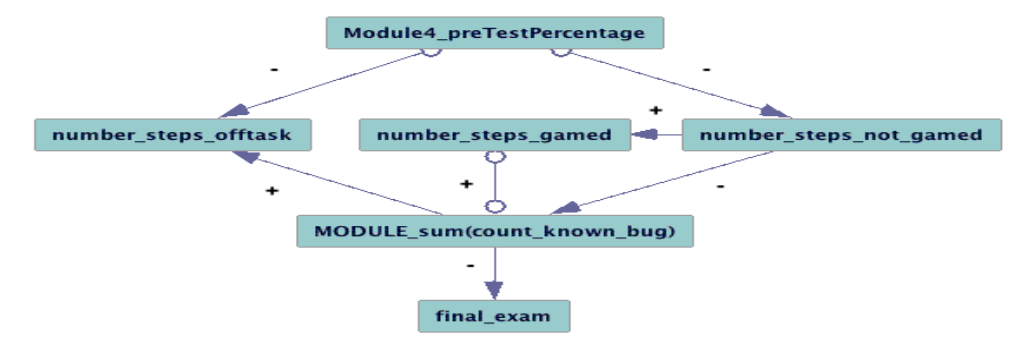 Module4_preTestPercentage
-
-
+
number_steps_offtask
number_steps_gamed
number_steps_not_gamed
+
+
-
MODULE_sum(count_known_bug)
-
final_exam